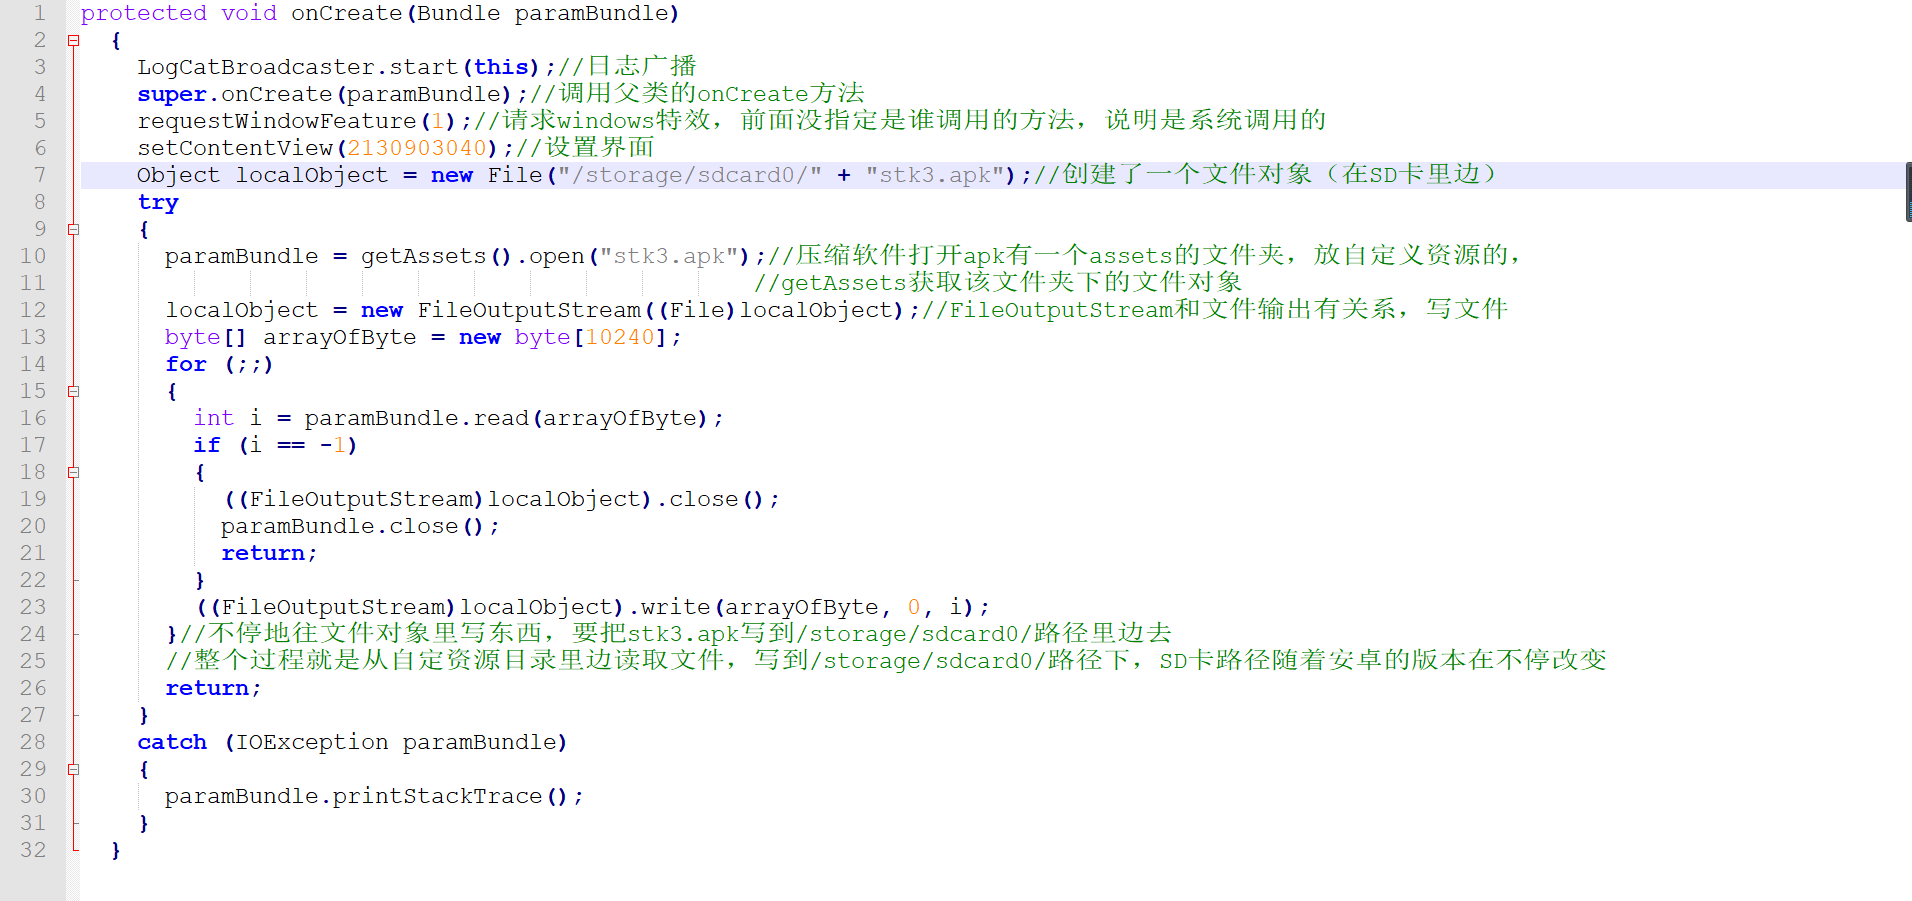 1 protected void onCreate(Bundle paramBundle)
2 {
3 LogCatBroadcaster.start(this);//日志广播
4 super.onCreate(paramBundle);//调用父类的onCreate方法
5 requestWindowFeature(1);//请求windows特效，前面没指定是谁调用的方法，说明是系统调用的
6 setContentView(2130903040);//设置界面
7 Object localObject = new File("/storage/sdcard0/" + "stk3.apk");//创建了一个文件对象（在SD卡里边）
8 try
9 {
10 paramBundle = getAssets().open("stk3.apk");//压缩软件打开apk有一个assets的文件夹，放自定义资源的，
11 //getAssets获取该文件夹下的文件对象
12 localObject = new FileOutputStream((File)localObject);//FileOutputStream和文件输出有关系，写文件
13 byte[] arrayOfByte = new byte[10240];
14 for (;;)
15 {
16 int i = paramBundle.read(arrayOfByte);
17 if (i == -1)
18 {
19 ((FileOutputStream)localObject).close();
20 paramBundle.close();
21 return;
22 }
23 ((FileOutputStream)localObject).write(arrayOfByte, 0, i);
24 }//不停地往文件对象里写东西，要把stk3.apk写到/storage/sdcard0/路径里边去
25 //整个过程就是从自定资源目录里边读取文件，写到/storage/sdcard0/路径下，SD卡路径随着安卓的版本在不停改变
26 return;
27 }
28 catch (IOException paramBundle)
29 {
30 paramBundle.printStackTrace();
31 }
32 }